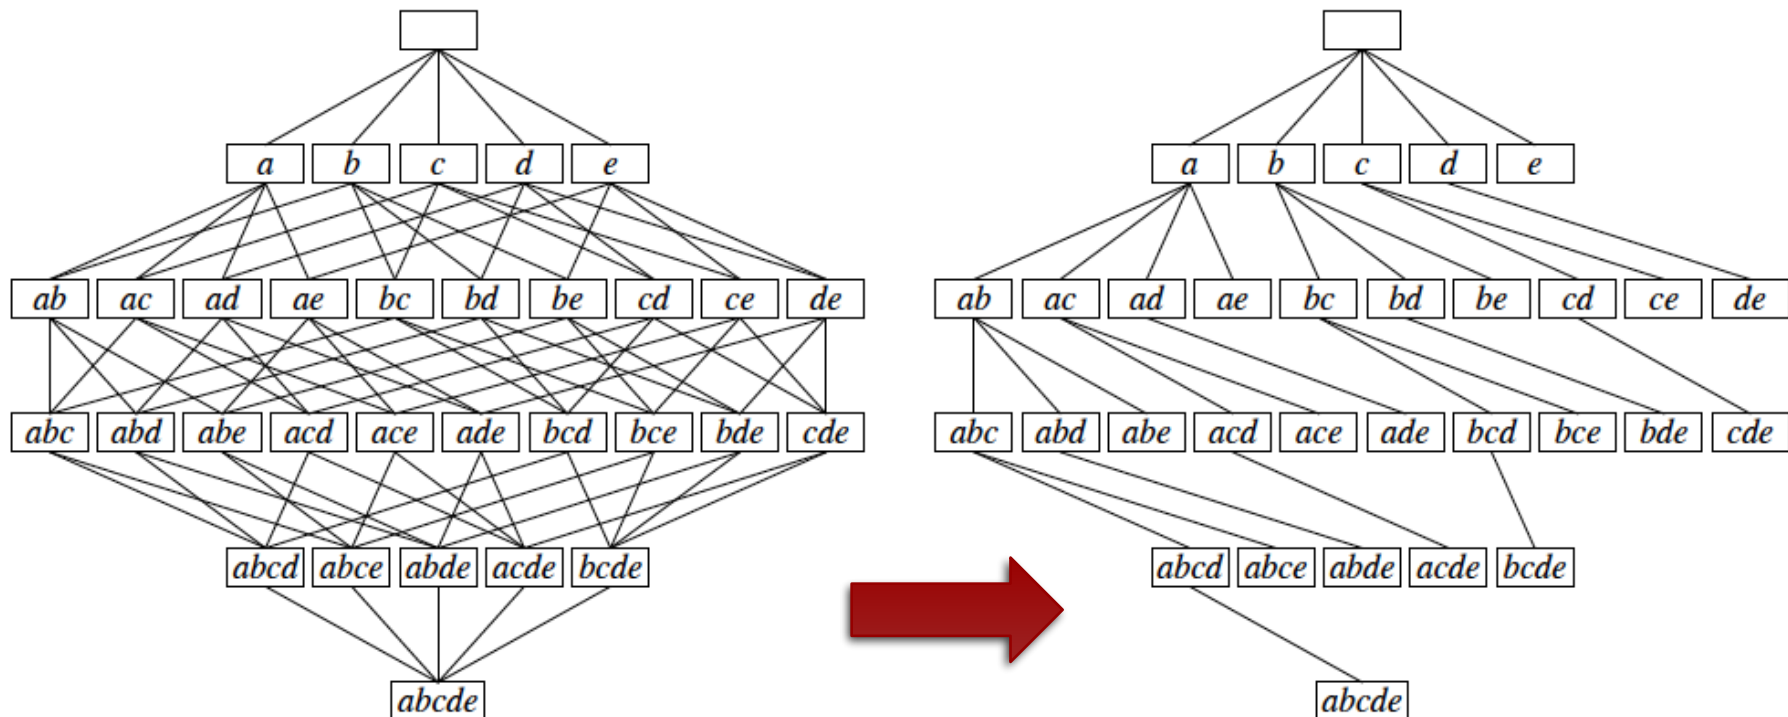 a b c d e a b c d e
ab ac ad ae bc bd be cd ce de ab ac ad ae bc bd be cd ce de
abc abd abe acd ace ade bcd bce bde cde abc abd abe acd ace ade bcd bce bde cde
abcd abce abde acde bcde abcd abce abde acde bcde
abcde abcde